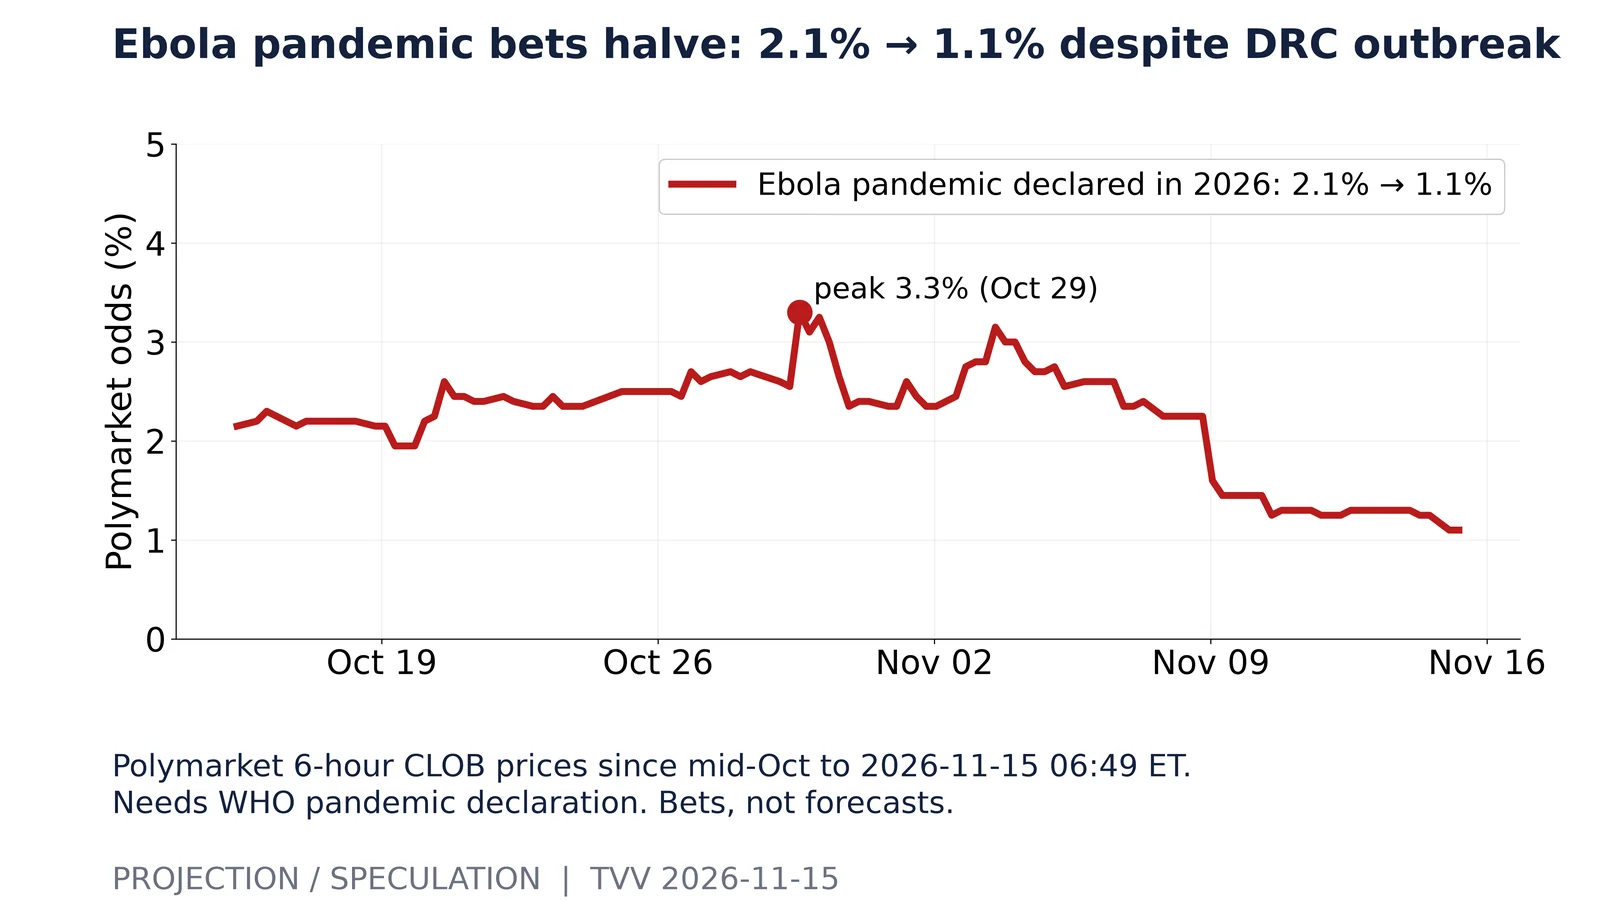 Ebola pandemic bets halve: 2.1% → 1.1% despite DRC outbreak
Ebola pandemic declared in 2026: 2.1% → 1.1%
peak 3.3% (Oct 29)
Polymarket odds (%)
5
4
3
2
1
0
Oct 19
Oct 26
Nov 02
Nov 09
Nov 16
Polymarket 6-hour CLOB prices since mid-Oct to 2026-11-15 06:49 ET.
Needs WHO pandemic declaration. Bets, not forecasts.
PROJECTION / SPECULATION | TVV 2026-11-15